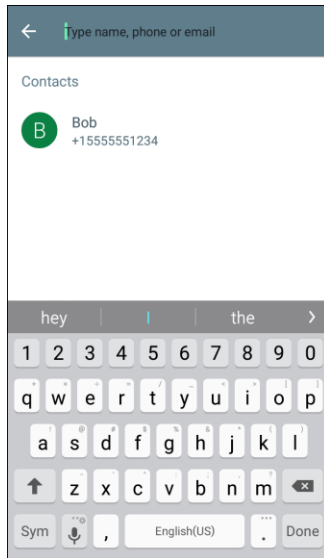 Type name, phone or email
Contacts
B
Bob
+15555551234
hey I the
1 2 3 4 5 6 7 8 9 0
q w e r t y u i o p
a s d f g h j k l
z x c v b n m
Sym , English(US) . Done